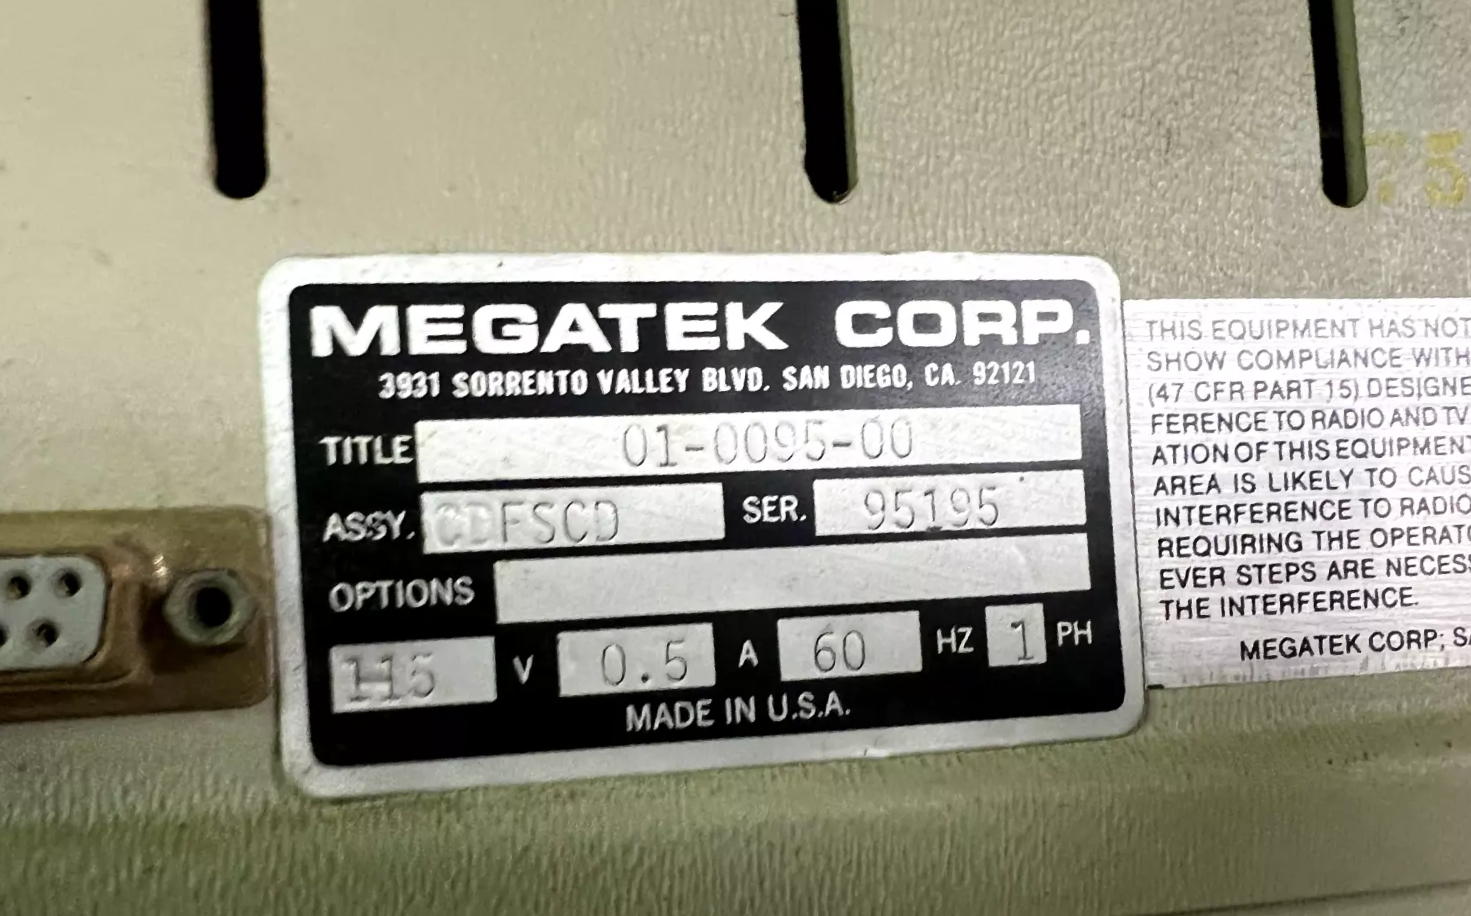 MEGATEK CORP.
3931 SORRENTO VALLEY BLVD. SAN DIEGO, CA. 92121
TITLE 01-0095-00
ASSY. CDFSCD SER. 95195
OPTIONS
115 V 0.5 A 60 HZ 1 PH
MADE IN U.S.A.
THIS EQUIPMENT HAS NOT
SHOW COMPLIANCE WITH
(47 CFR PART 15) DESIGNE
FERENCE TO RADIO AND TV
ATION OF THIS EQUIPMENT
AREA IS LIKELY TO CAUS
INTERFERENCE TO RADIO
REQUIRING THE OPERATO
EVER STEPS ARE NECESS
THE INTERFERENCE.
MEGATEK CORP; SA
75